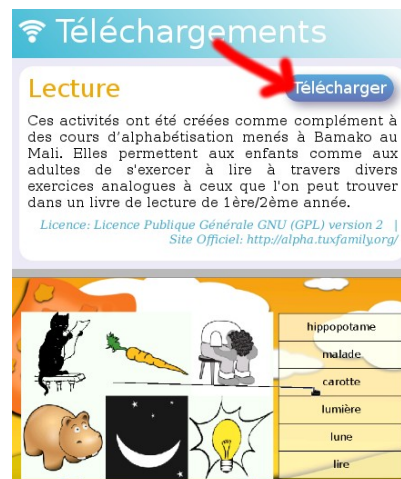 Téléchargements
Lecture
Télécharger
Ces activités ont été créées comme complément à
des cours d'alphabétisation menés à Bamako au
Mali. Elles permettent aux enfants comme aux
adultes de s'exercer à lire à travers divers
exercices analogues à ceux que l'on peut trouver
dans un livre de lecture de 1ère/2ème année.
Licence: Licence Publique Générale GNU (GPL) version 2 |
Site Officiel: http://alpha.tuxfamily.org/
hippopotame
malade
carotte
lumière
lune
lire